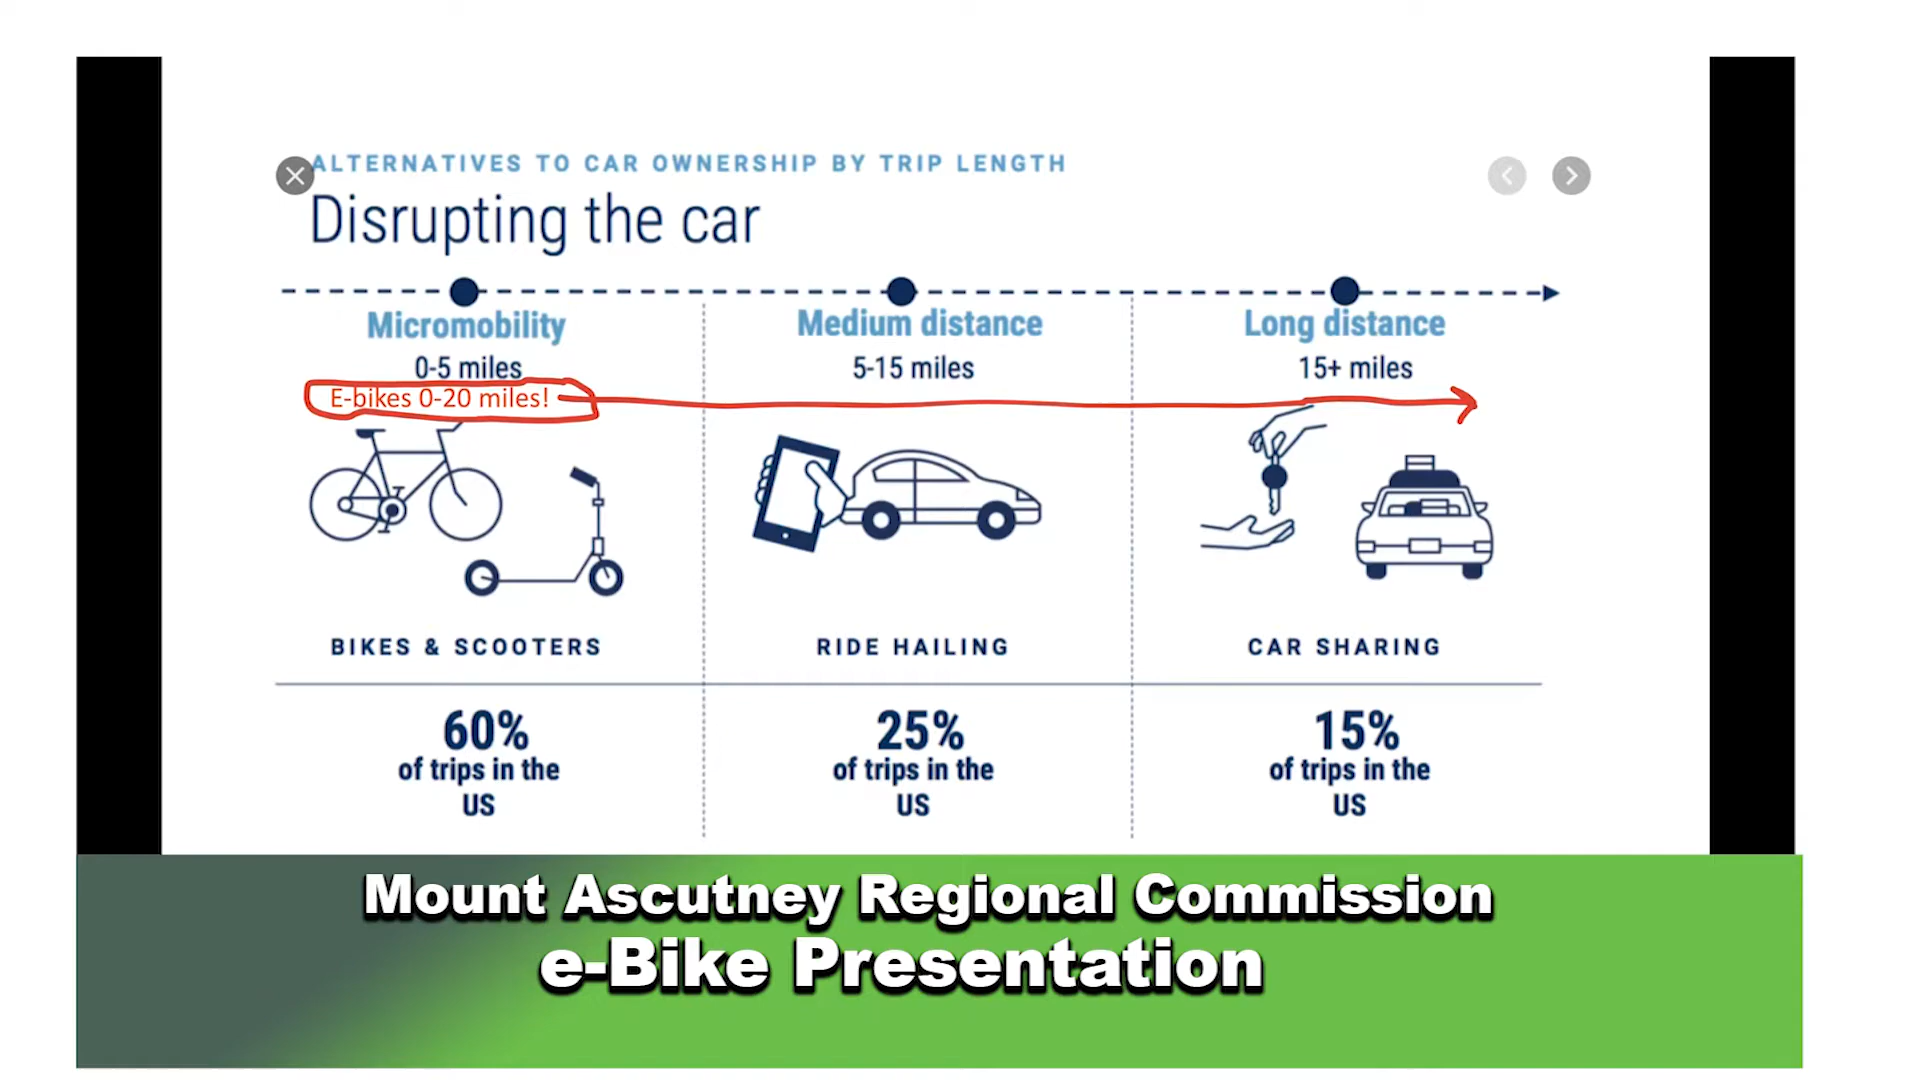 ALTERNATIVES TO CAR OWNERSHIP BY TRIP LENGTH
Disrupting the car
Micromobility
0-5 miles
E-bikes 0-20 miles!
BIKES & SCOOTERS
60%
of trips in the
US
Medium distance
5-15 miles
RIDE HAILING
25%
of trips in the
US
Long distance
15+ miles
CAR SHARING
15%
of trips in the
US
Mount Ascutney Regional Commission
e-Bike Presentation